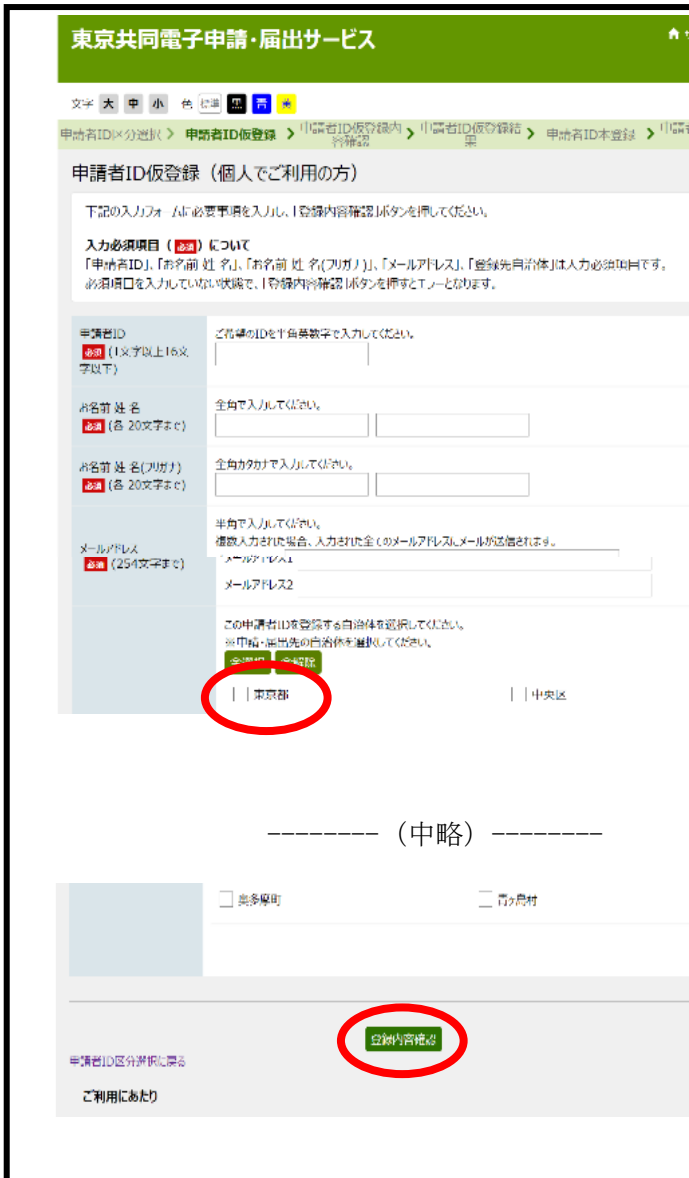 東京共同電子申請・届出サービス
文字 大 中 小 色 標準 黒 青 黄
申請者ID区分選択 > 申請者ID仮登録 > 申請者ID仮登録内容確認 > 申請者ID仮登録結果 > 申請者ID本登録 > 申請者
申請者ID仮登録（個人でご利用の方）
下記の入力フォームに必要事項を入力し、「登録内容確認」ボタンを押してください。
入力必須項目（必須）について
「申請者ID」、「お名前 姓 名」、「お名前 姓 名(フリガナ)」、「メールアドレス」、「登録先自治体」は入力必須項目です。
必須項目を入力していない状態で、「登録内容確認」ボタンを押すとエラーとなります。
申請者ID
必須 (1文字以上16文字以下)
ご希望のIDを半角英数字で入力してください。
お名前 姓 名
必須 (各 20文字まで)
全角で入力してください。
お名前 姓 名(フリガナ)
必須 (各 20文字まで)
全角カタカナで入力してください。
メールアドレス
必須 (254文字まで)
半角で入力してください。
複数入力された場合、入力された全てのメールアドレスにメールが送信されます。
メールアドレス1
メールアドレス2
この申請者IDを登録する自治体を選択してください。
※申請・届出先の自治体を選択してください。
全選択 全解除
東京都 中央区
--------（中略）--------
奥多摩町 青ヶ島村
登録内容確認
申請者ID区分選択に戻る
ご利用にあたり